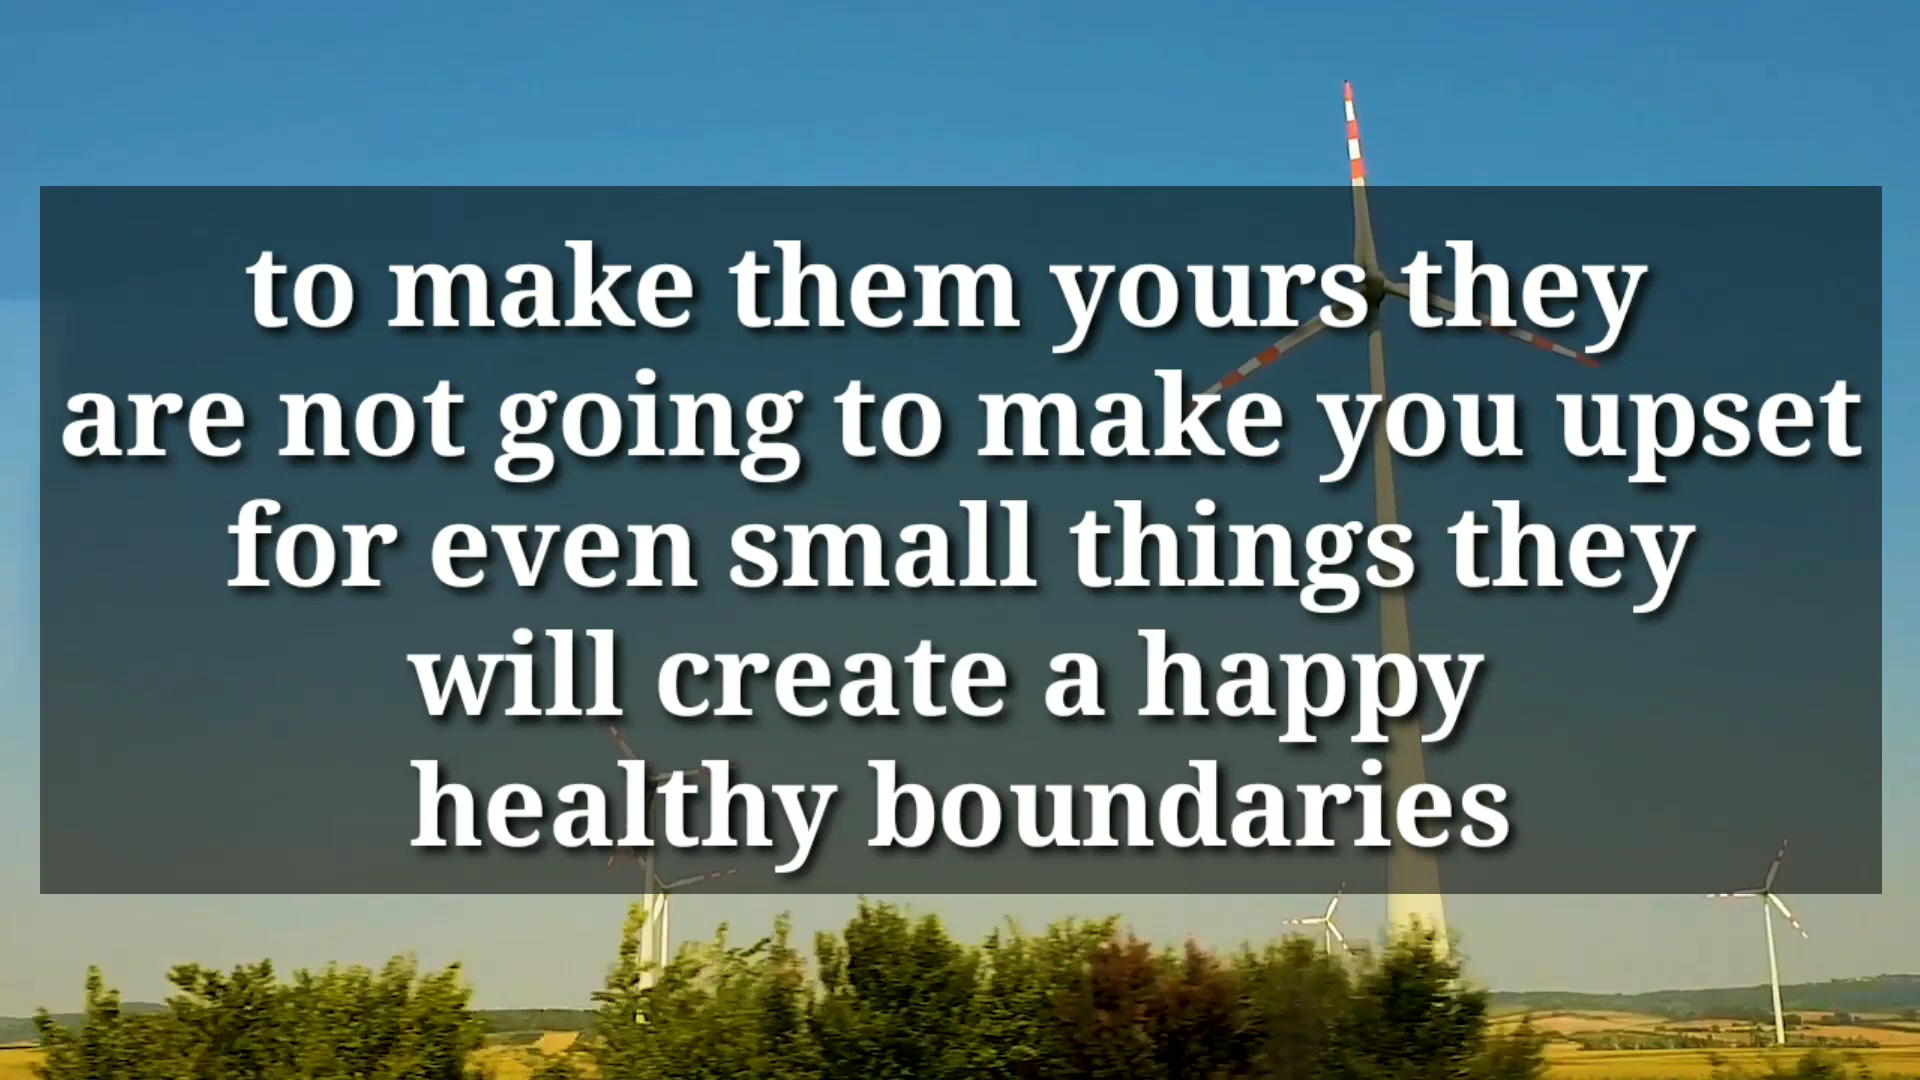 to make them yours they
are not going to make you upset
for even small things they
will create a happy
healthy boundaries